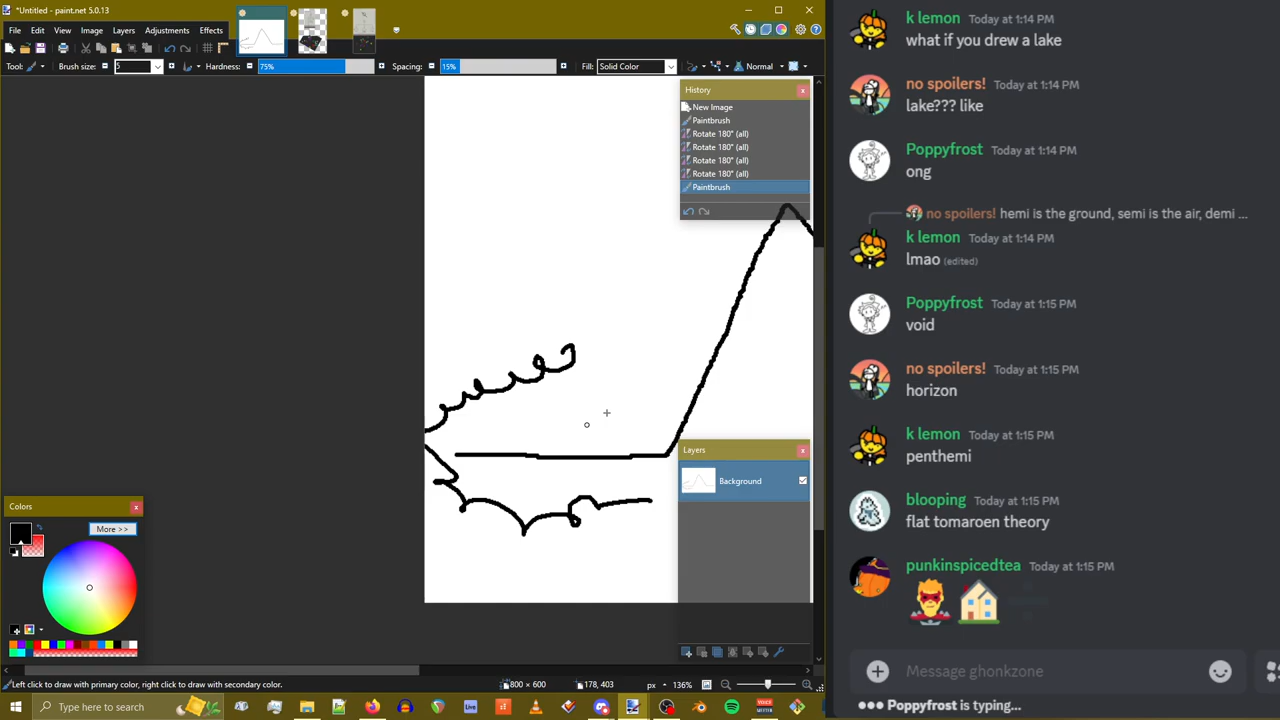 *Untitled - paint.net 5.0.13
File Edit View Image Layers Adjustments Effects
Tool: Brush size: 5 Hardness: 75% Spacing: 15% Fill: Solid Color Normal
History
New Image
Paintbrush
Rotate 180° (all)
Rotate 180° (all)
Rotate 180° (all)
Rotate 180° (all)
Paintbrush
Layers
Background
Colors
More >>
Left click to draw with primary color, right click to draw with secondary color.
800 × 600
178, 403
px
136%
Type here to search
Live
k lemon Today at 1:14 PM
what if you drew a lake
no spoilers! Today at 1:14 PM
lake??? like
Poppyfrost Today at 1:14 PM
ong
no spoilers! hemi is the ground, semi is the air, demi ...
k lemon Today at 1:14 PM
lmao (edited)
Poppyfrost Today at 1:15 PM
void
no spoilers! Today at 1:15 PM
horizon
k lemon Today at 1:15 PM
penthemi
blooping Today at 1:15 PM
flat tomaroen theory
punkinspicedtea Today at 1:15 PM
Message ghonkzone
Poppyfrost is typing...